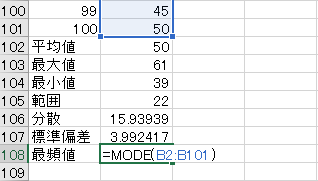 100 99 45
101 100 50
102 平均値 50
103 最大値 61
104 最小値 39
105 範囲 22
106 分散 15.93939
107 標準偏差 3.992417
108 最頻値 =MODE(B2:B101)
109